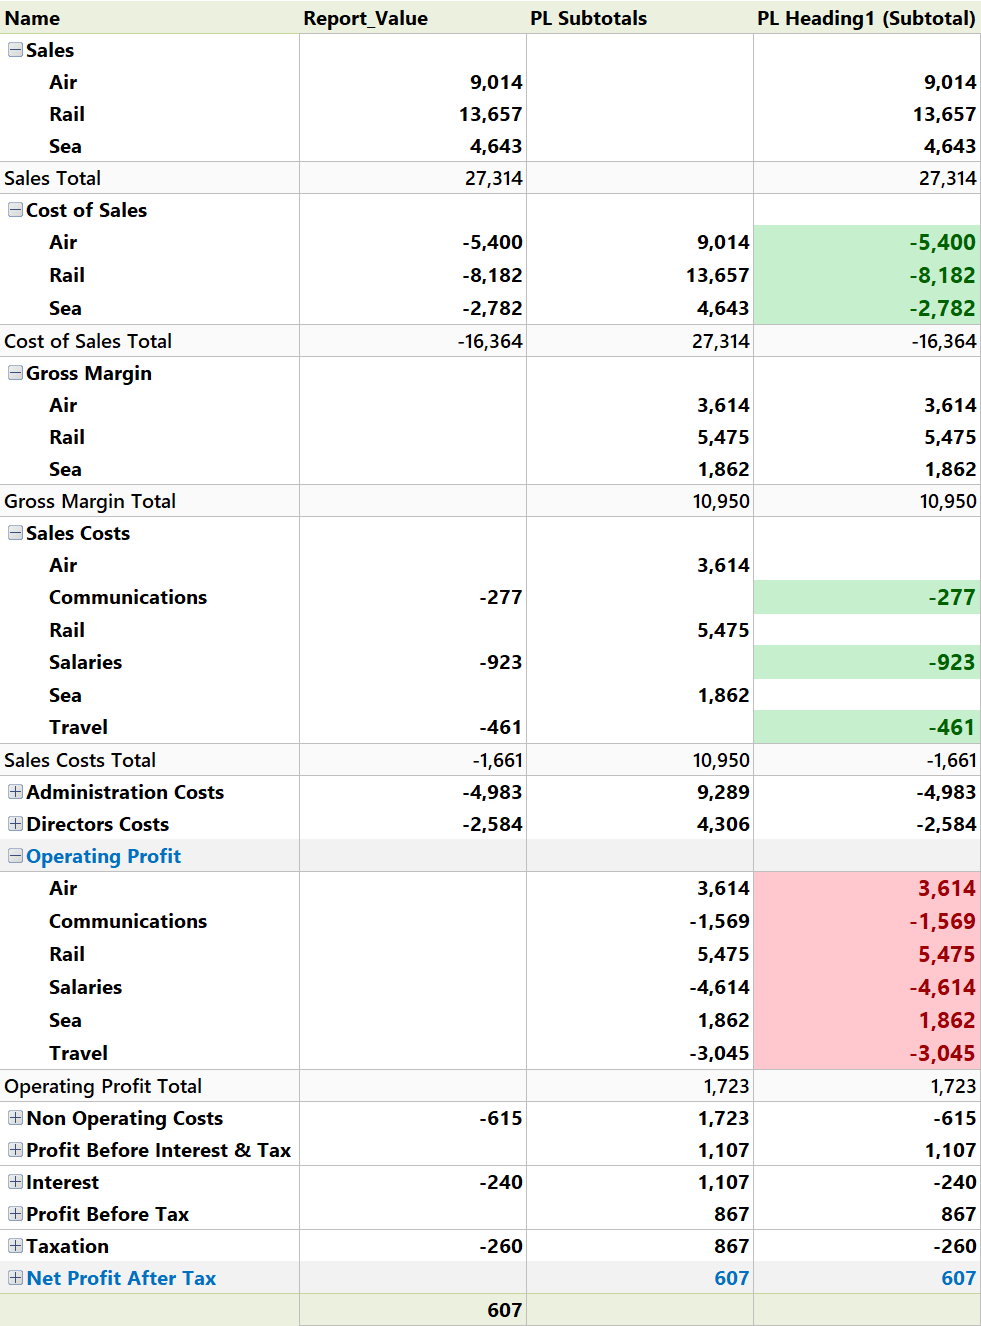 Name Report_Value PL Subtotals PL Heading1 (Subtotal)
Sales
Air 9,014 9,014
Rail 13,657 13,657
Sea 4,643 4,643
Sales Total 27,314 27,314
Cost of Sales
Air -5,400 9,014 -5,400
Rail -8,182 13,657 -8,182
Sea -2,782 4,643 -2,782
Cost of Sales Total -16,364 27,314 -16,364
Gross Margin
Air 3,614 3,614
Rail 5,475 5,475
Sea 1,862 1,862
Gross Margin Total 10,950 10,950
Sales Costs
Air 3,614
Communications -277 -277
Rail 5,475
Salaries -923 -923
Sea 1,862
Travel -461 -461
Sales Costs Total -1,661 10,950 -1,661
Administration Costs -4,983 9,289 -4,983
Directors Costs -2,584 4,306 -2,584
Operating Profit
Air 3,614 3,614
Communications -1,569 -1,569
Rail 5,475 5,475
Salaries -4,614 -4,614
Sea 1,862 1,862
Travel -3,045 -3,045
Operating Profit Total 1,723 1,723
Non Operating Costs -615 1,723 -615
Profit Before Interest & Tax 1,107 1,107
Interest -240 1,107 -240
Profit Before Tax 867 867
Taxation -260 867 -260
Net Profit After Tax 607 607
607